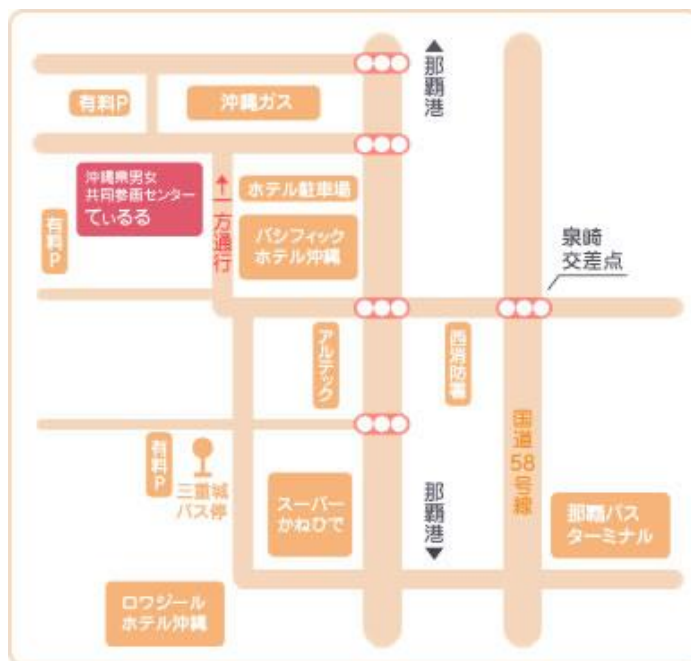 ▲那覇港
有料P
沖縄ガス
沖縄県男女
共同参画センター
ているる
↑一方通行
ホテル駐車場
有料P
パシフィック
ホテル沖縄
泉崎
交差点
アルテック
西消防署
国道58号線
有料P
三重城
バス停
スーパー
かねひで
那覇港▼
那覇バス
ターミナル
ロワジール
ホテル沖縄